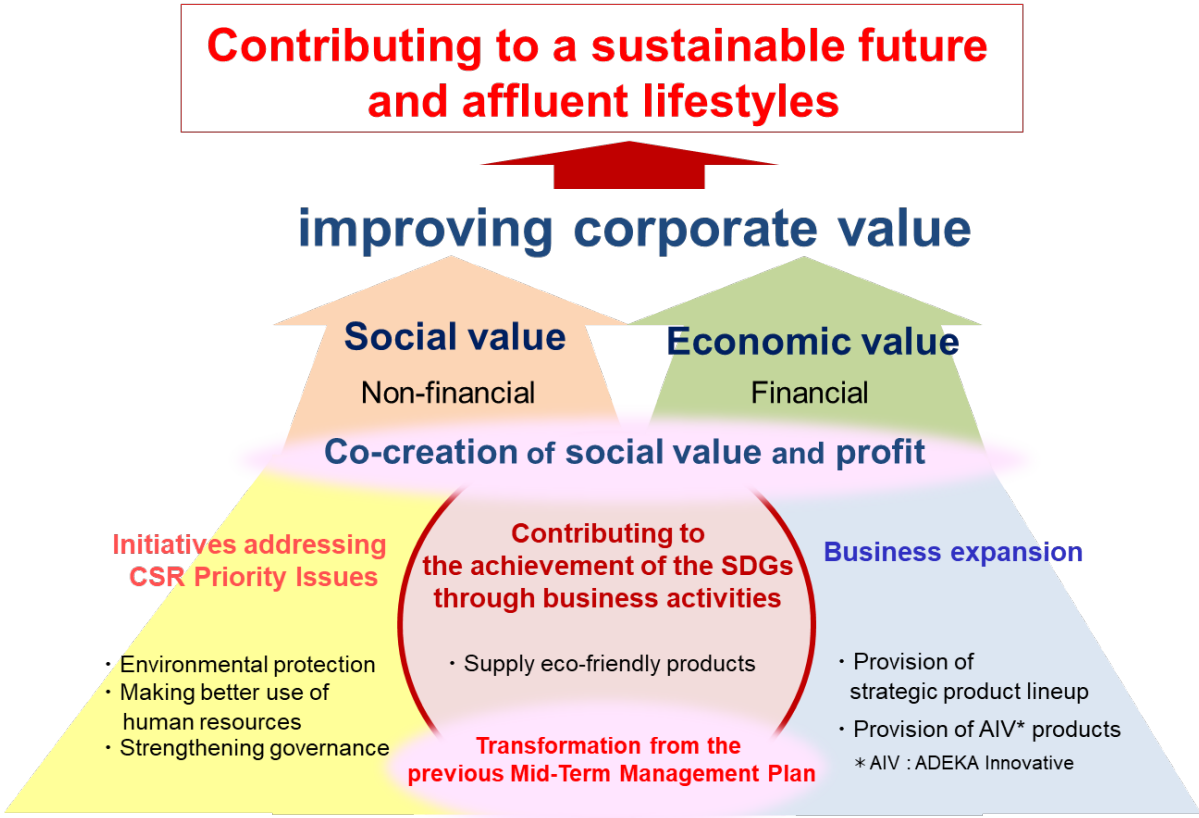 Contributing to a sustainable future
and affluent lifestyles
improving corporate value
Social value
Non-financial
Economic value
Financial
Co-creation of social value and profit
Initiatives addressing
CSR Priority Issues
・Environmental protection
・Making better use of
human resources
・Strengthening governance
Contributing to
the achievement of the SDGs
through business activities
・Supply eco-friendly products
Transformation from the
previous Mid-Term Management Plan
Business expansion
・Provision of
strategic product lineup
・Provision of AIV* products
＊AIV : ADEKA Innovative